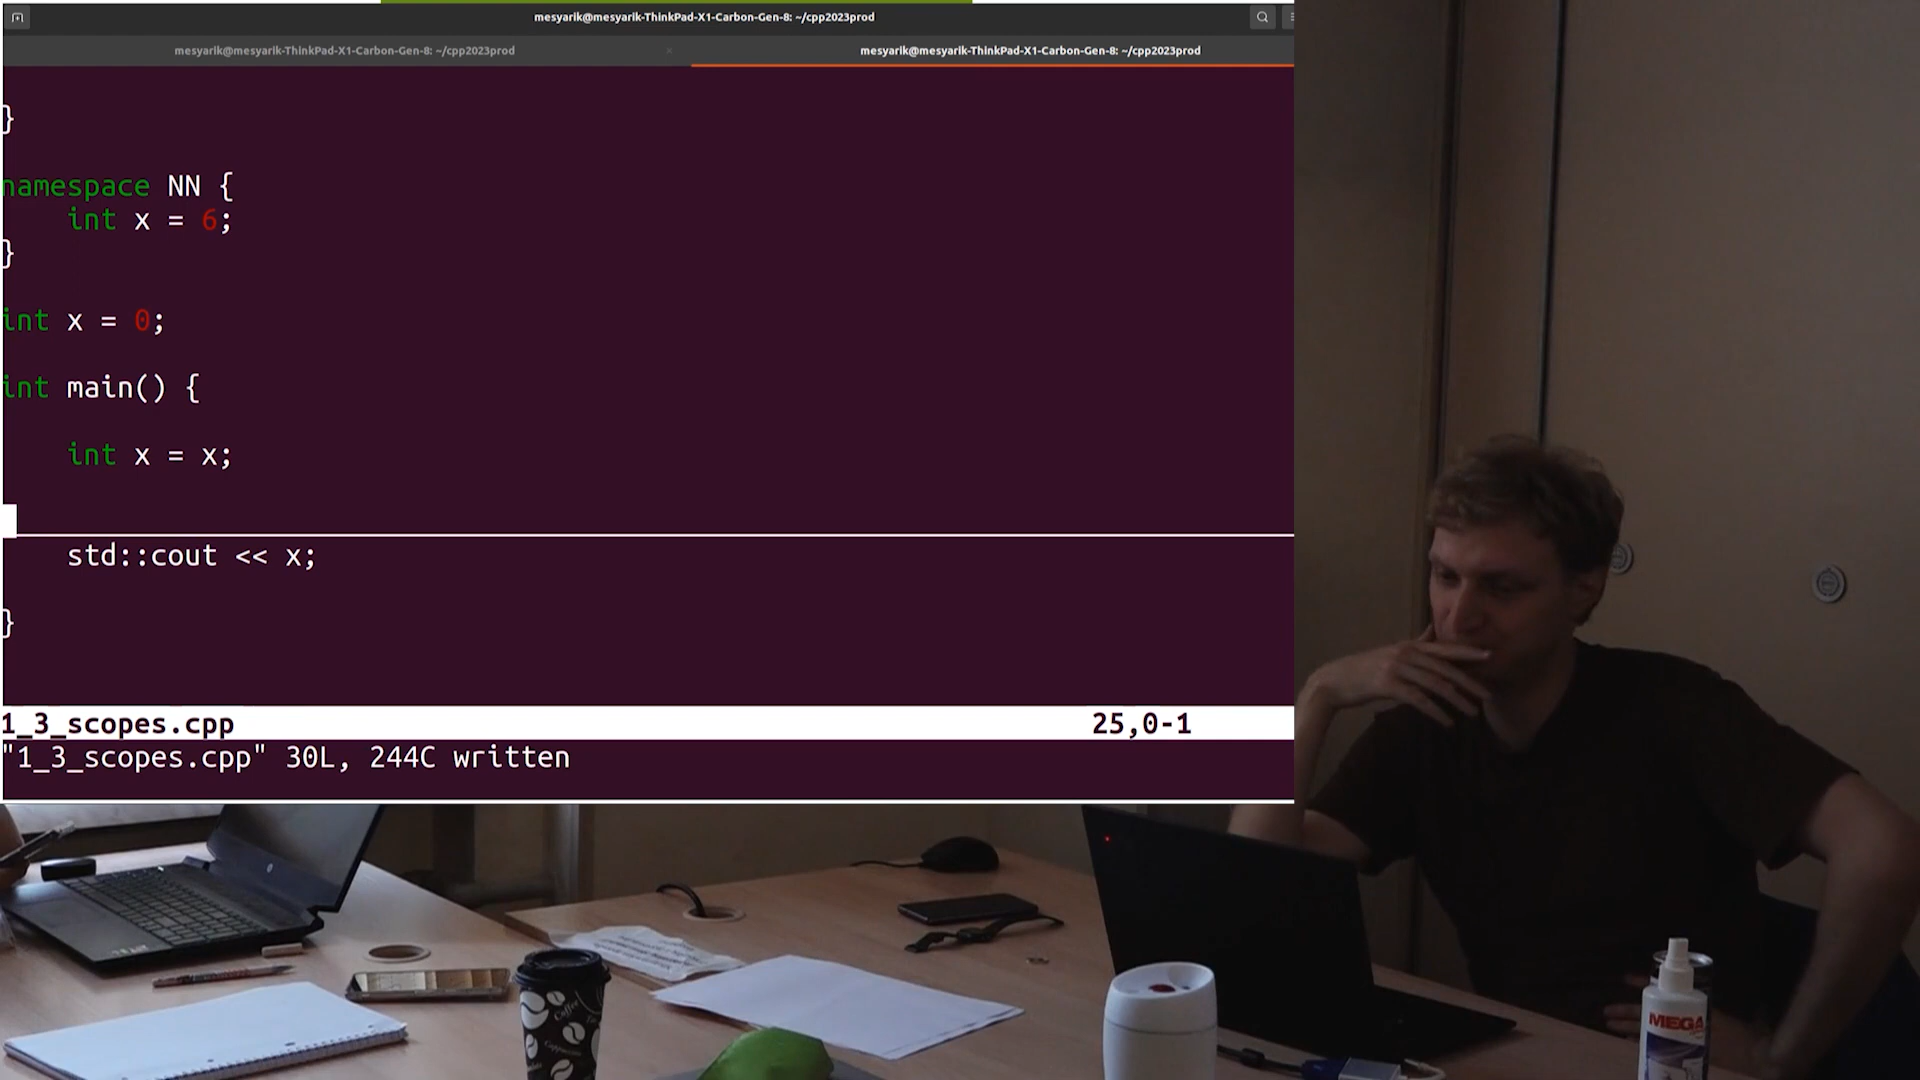 mesyarik@mesyarik-ThinkPad-X1-Carbon-Gen-8: ~/cpp2023prod
mesyarik@mesyarik-ThinkPad-X1-Carbon-Gen-8: ~/cpp2023prod
mesyarik@mesyarik-ThinkPad-X1-Carbon-Gen-8: ~/cpp2023prod
}
namespace NN {
int x = 6;
}
int x = 0;
int main() {
int x = x;
std::cout << x;
}
1_3_scopes.cpp 25,0-1
"1_3_scopes.cpp" 30L, 244C written
Coffee
MEGA